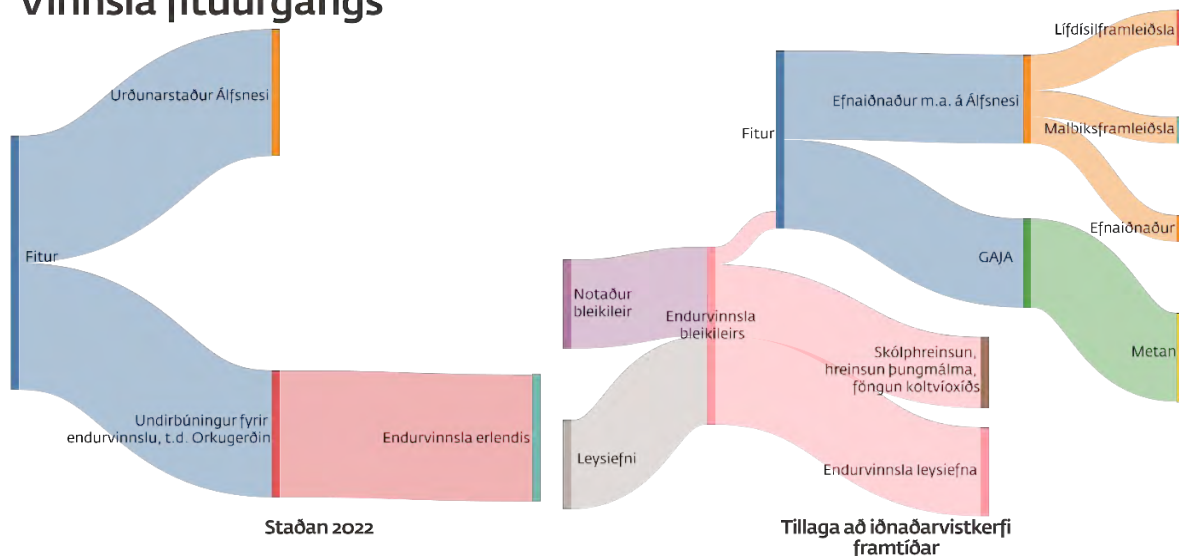 Vinnsla fituúrgangs
Urðunarstaður Álfsnesi
Fitur
Undirbúningur fyrir
endurvinnslu, t.d. Orkugerðin
Endurvinnsla erlendis
Staðan 2022
Lífdísilframleiðsla
Efnaiðnaður m.a. á Álfsnesi
Malbiksframleiðsla
Fitur
Efnaiðnaður
GAJA
Notaður
bleikileir
Endurvinnsla
bleikileirs
Metan
Skólphreinsun,
hreinsun þungmálma,
föngun koltvíoxíðs
Leysiefni
Endurvinnsla leysiefna
Tillaga að iðnaðarvistkerfi
framtíðar